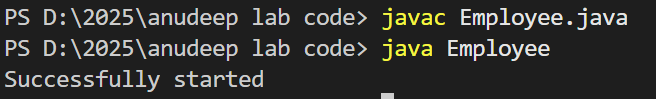 PS D:\2025\anudeep lab code> javac Employee.java
PS D:\2025\anudeep lab code> java Employee
Successfully started